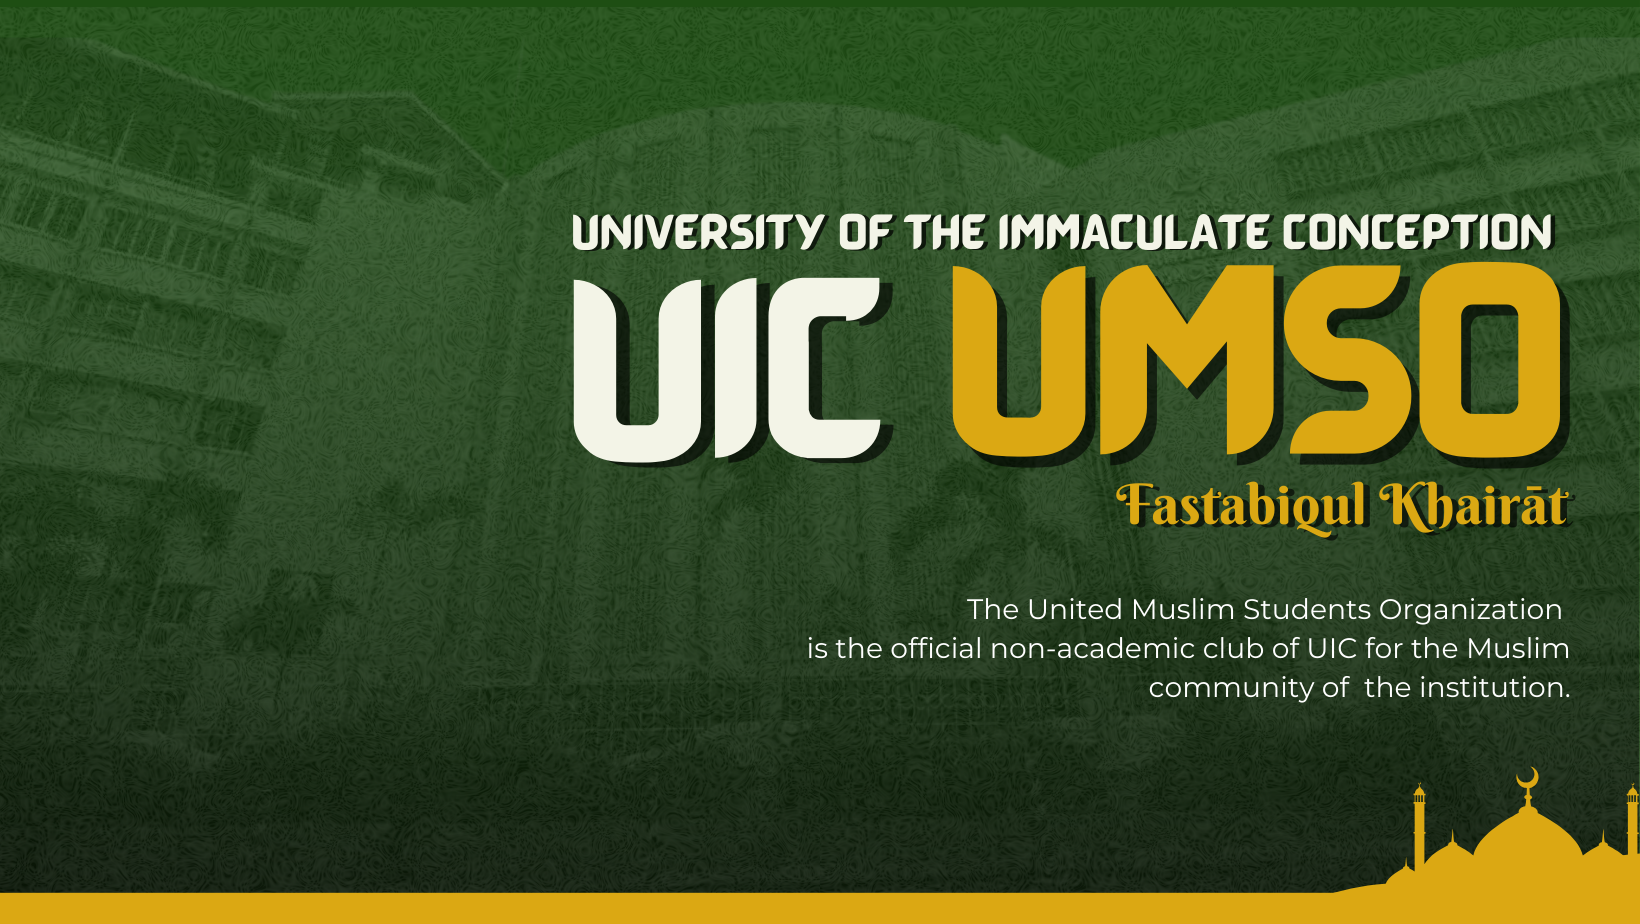 UNIVERSITY OF THE IMMACULATE CONCEPTION
UIC UMSO
Fastabiqul Khairāt
The United Muslim Students Organization
is the official non-academic club of UIC for the Muslim
community of  the institution.